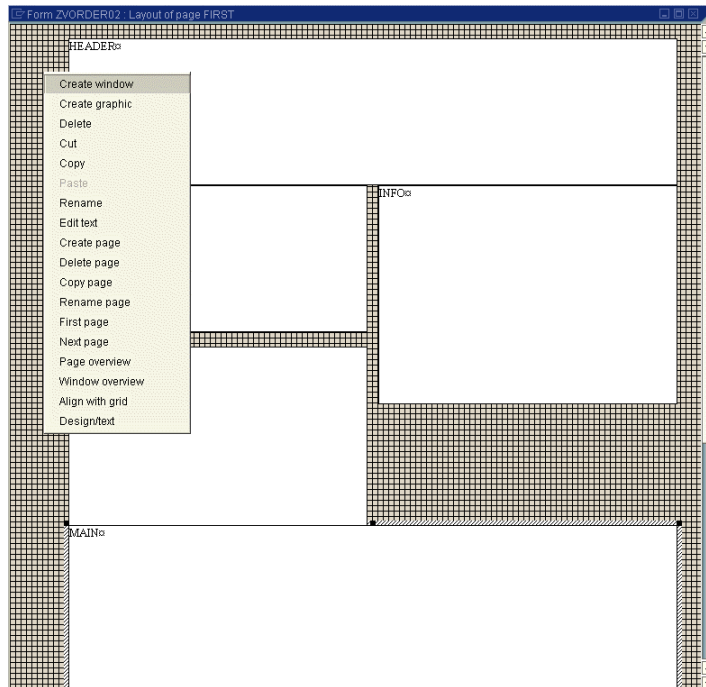 Form ZVORDER02 : Layout of page FIRST
HEADER¤
Create window
Create graphic
Delete
Cut
Copy
Paste
Rename
Edit text
Create page
Delete page
Copy page
Rename page
First page
Next page
Page overview
Window overview
Align with grid
Design/text
INFO¤
MAIN¤